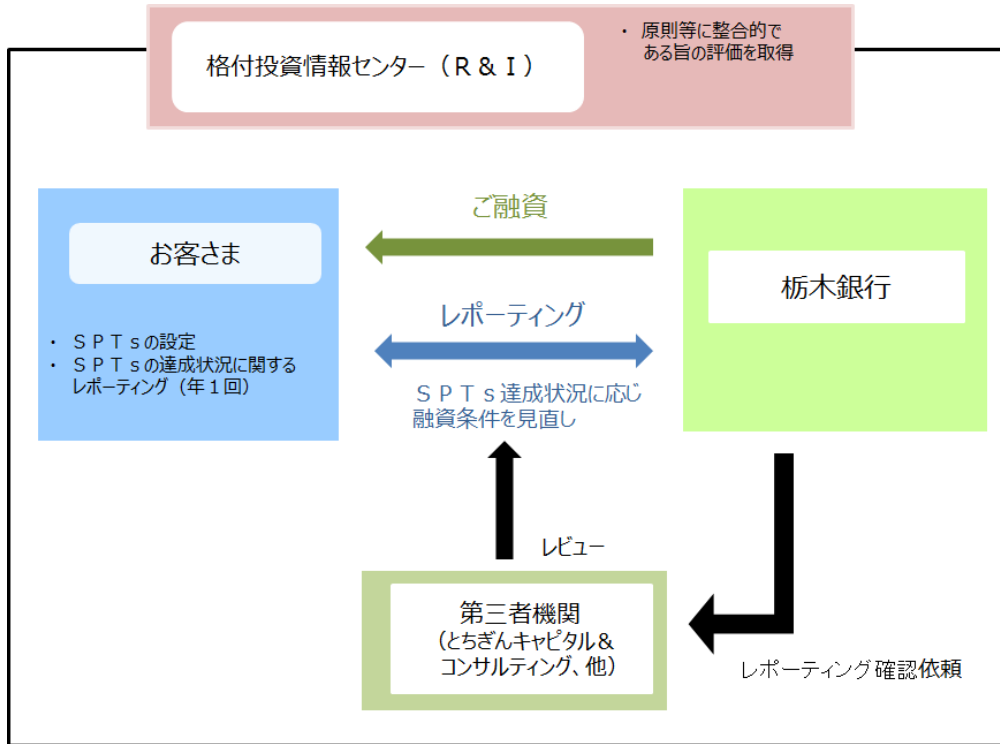 格付投資情報センター（Ｒ＆Ｉ）
・ 原則等に整合的で
ある旨の評価を取得
お客さま
・ ＳＰＴｓの設定
・ ＳＰＴｓの達成状況に関する
レポーティング（年１回）
ご融資
レポーティング
ＳＰＴｓ達成状況に応じ
融資条件を見直し
栃木銀行
レビュー
第三者機関
（とちぎんキャピタル＆
コンサルティング、他）
レポーティング確認依頼